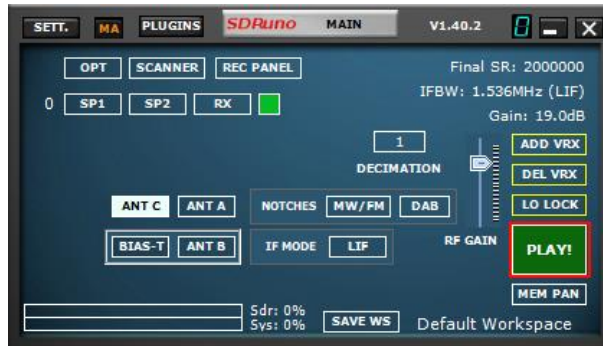 SETT. MA PLUGINS SDRuno MAIN V1.40.2 0
OPT SCANNER REC PANEL Final SR: 2000000
IFBW: 1.536MHz (LIF)
0 SP1 SP2 RX Gain: 19.0dB
1 ADD VRX
DECIMATION DEL VRX
ANT C ANT A NOTCHES MW/FM DAB LO LOCK
BIAS-T ANT B IF MODE LIF RF GAIN PLAY!
MEM PAN
Sdr: 0%
Sys: 0% SAVE WS Default Workspace